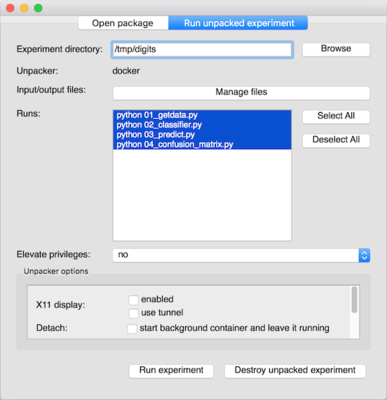 Open package
Run unpacked experiment
Experiment directory: /tmp/digits Browse
Unpacker: docker
Input/output files: Manage files
Runs: python 01_getdata.py Select All
python 02_classifier.py
python 03_predict.py Deselect All
python 04_confusion_matrix.py
Elevate privileges: no
Unpacker options
X11 display: enabled
use tunnel
Detach: start background container and leave it running
Run experiment Destroy unpacked experiment